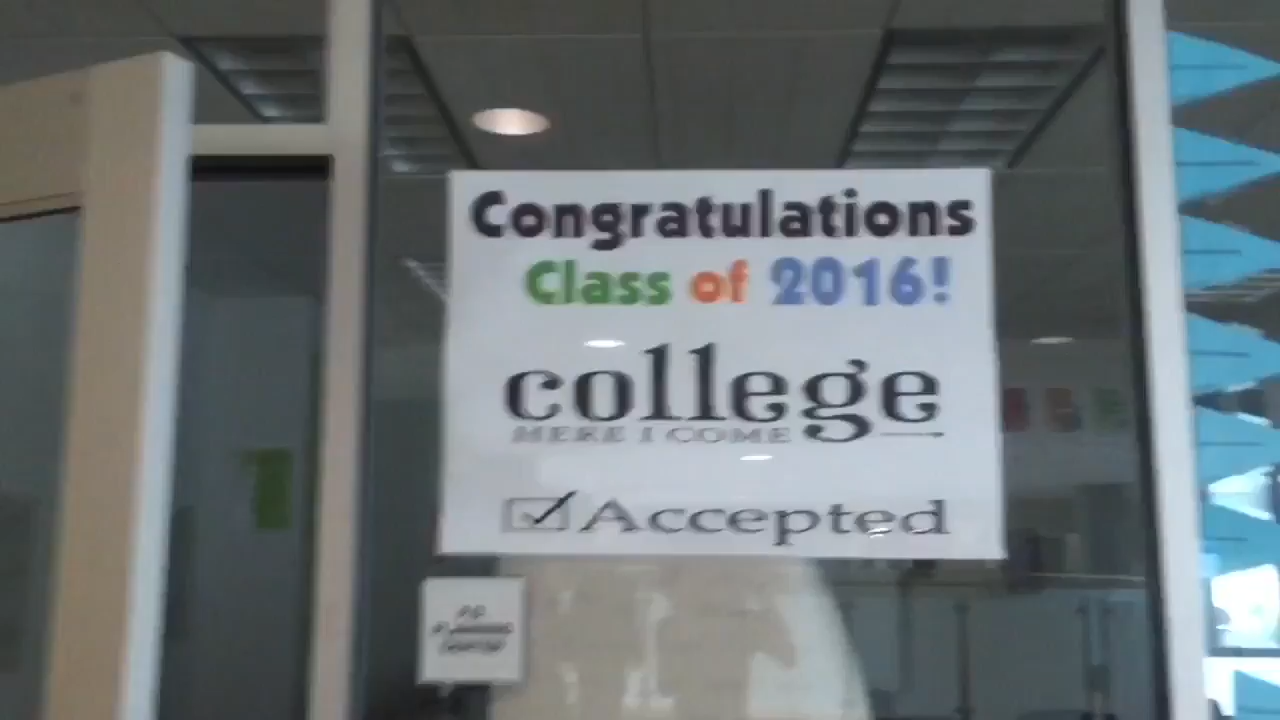 Congratulations
Class of 2016!
college
HERE I COME
Accepted